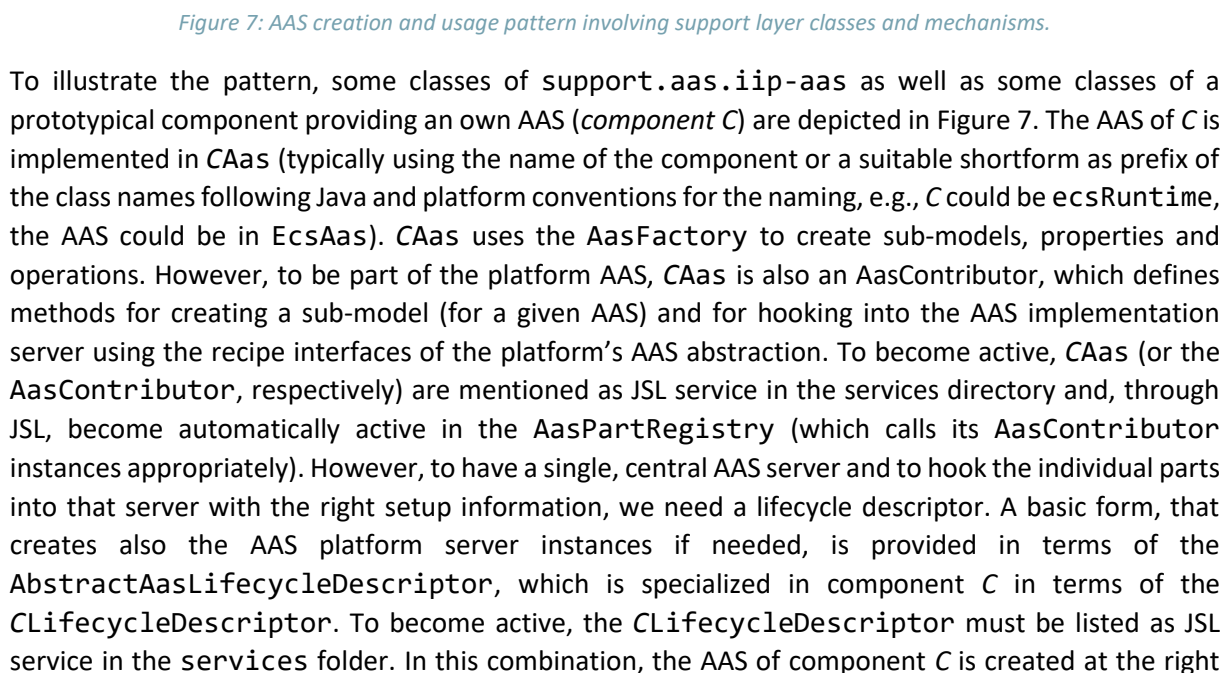 Figure 7: AAS creation and usage pattern involving support layer classes and mechanisms.
To illustrate the pattern, some classes of support.aas.iip-aas as well as some classes of a
prototypical component providing an own AAS (component C) are depicted in Figure 7. The AAS of C is
implemented in CAas (typically using the name of the component or a suitable shortform as prefix of
the class names following Java and platform conventions for the naming, e.g., C could be ecsRuntime,
the AAS could be in EcsAas). CAas uses the AasFactory to create sub-models, properties and
operations. However, to be part of the platform AAS, CAas is also an AasContributor, which defines
methods for creating a sub-model (for a given AAS) and for hooking into the AAS implementation
server using the recipe interfaces of the platform’s AAS abstraction. To become active, CAas (or the
AasContributor, respectively) are mentioned as JSL service in the services directory and, through
JSL, become automatically active in the AasPartRegistry (which calls its AasContributor
instances appropriately). However, to have a single, central AAS server and to hook the individual parts
into that server with the right setup information, we need a lifecycle descriptor. A basic form, that
creates also the AAS platform server instances if needed, is provided in terms of the
AbstractAasLifecycleDescriptor, which is specialized in component C in terms of the
CLifecycleDescriptor. To become active, the CLifecycleDescriptor must be listed as JSL
service in the services folder. In this combination, the AAS of component C is created at the right